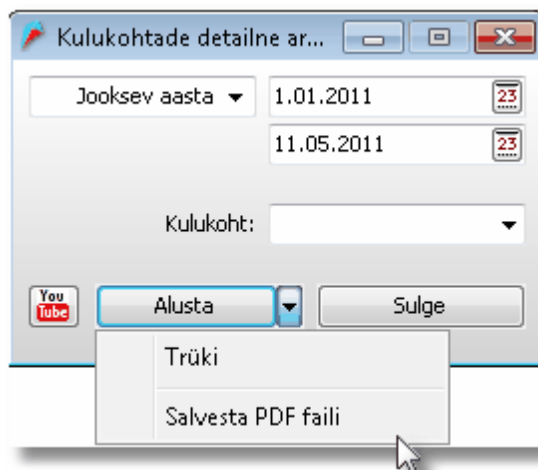 Kulukohtade detailne ar...
Jooksev aasta 1.01.2011 23
11.05.2011 23
Kulukoht:
You Tube Alusta Sulge
Trüki
Salvesta PDF faili